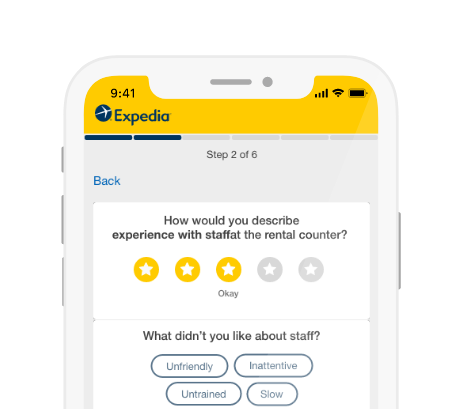 9:41
Expedia
Step 2 of 6
Back
How would you describe
experience with staffat the rental counter?
Okay
What didn't you like about staff?
Unfriendly Inattentive
Untrained Slow